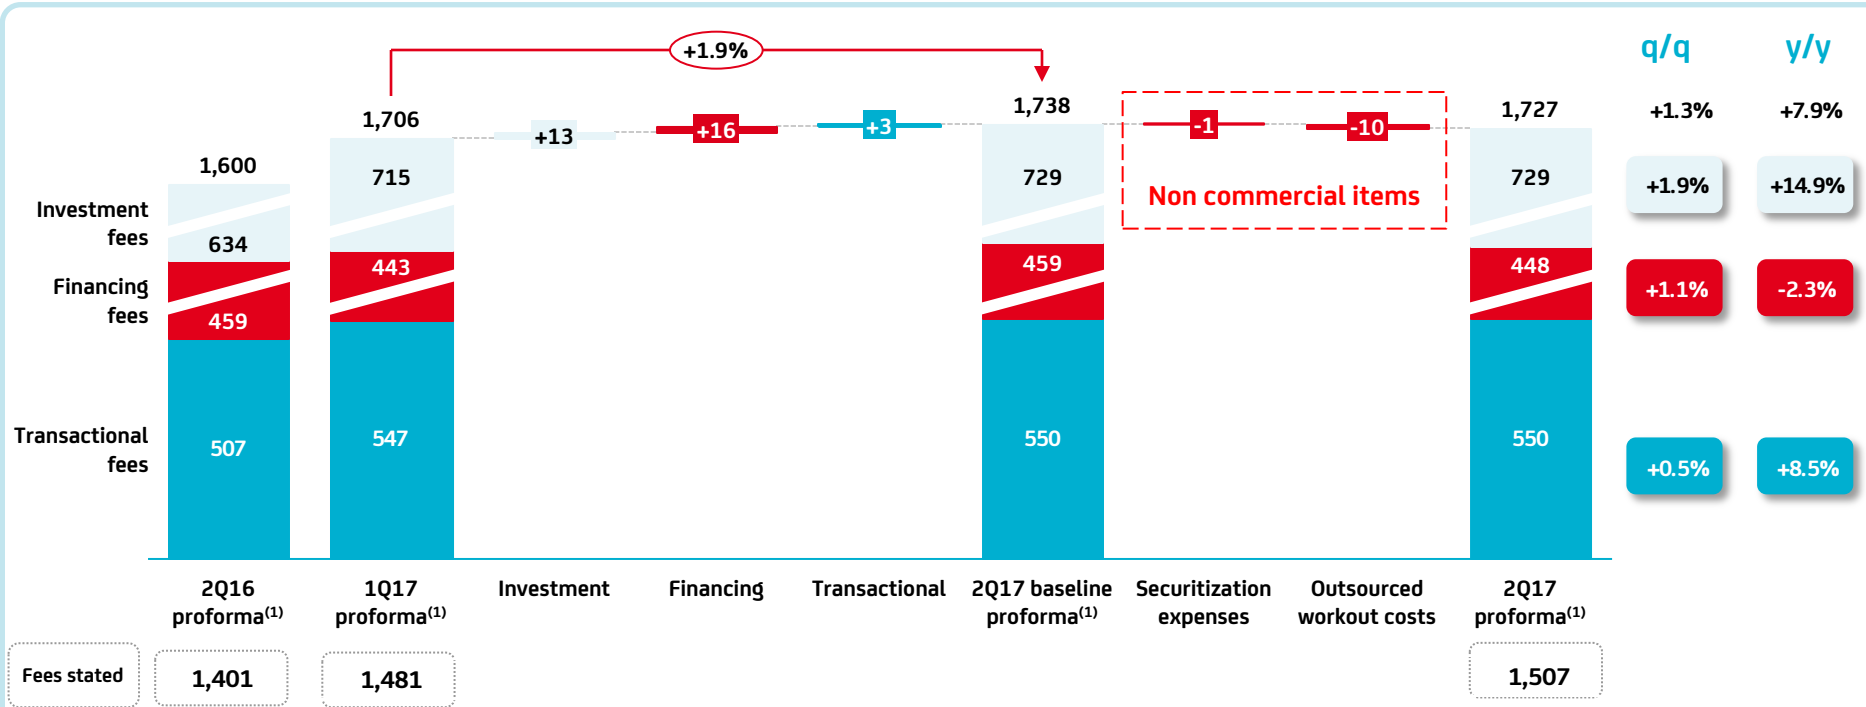 +1.9%
q/q
y/y
1,600
1,706
+13
+16
+3
1,738
-1
-10
1,727
+1.3%
+7.9%
Investment
fees
634
715
729
Non commercial items
729
+1.9%
+14.9%
Financing
fees
459
443
459
448
+1.1%
-2.3%
Transactional
fees
507
547
550
550
+0.5%
+8.5%
2Q16
proforma(1)
1Q17
proforma(1)
Investment
Financing
Transactional
2Q17 baseline
proforma(1)
Securitization
expenses
Outsourced
workout costs
2Q17
proforma(1)
Fees stated
1,401
1,481
1,507